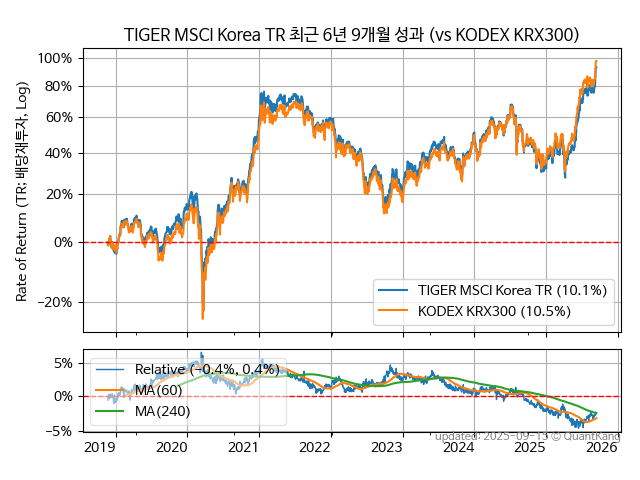 TIGER MSCI Korea TR 최근 6년 9개월 성과 (vs KODEX KRX300)
Rate of Return (TR: 배당재투자, Log)
100%
80%
60%
40%
20%
0%
−20%
TIGER MSCI Korea TR (10.1%)
KODEX KRX300 (10.5%)
5%
0%
−5%
Relative (−0.4%, 0.4%)
MA(60)
MA(240)
updated: 2025-09-15 © QuantKang
2019 2020 2021 2022 2023 2024 2025 2026